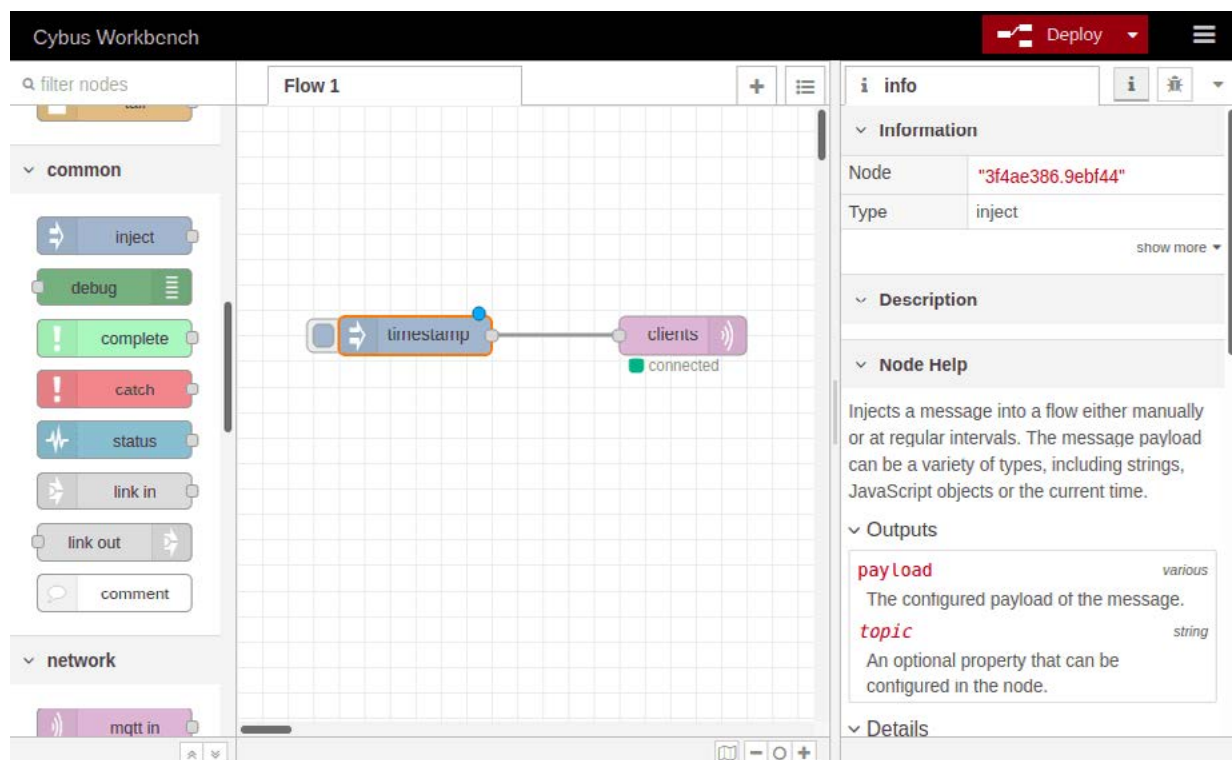 Cybus Workbench
Deploy
filter nodes
common
inject
debug
complete
catch
status
link in
link out
comment
network
mqtt in
Flow 1
timestamp
clients
connected
info
Information
Node
"3f4ae386.9ebf44"
Type
inject
show more
Description
Node Help
Injects a message into a flow either manually
or at regular intervals. The message payload
can be a variety of types, including strings,
JavaScript objects or the current time.
Outputs
payload
various
The configured payload of the message.
topic
string
An optional property that can be
configured in the node.
Details